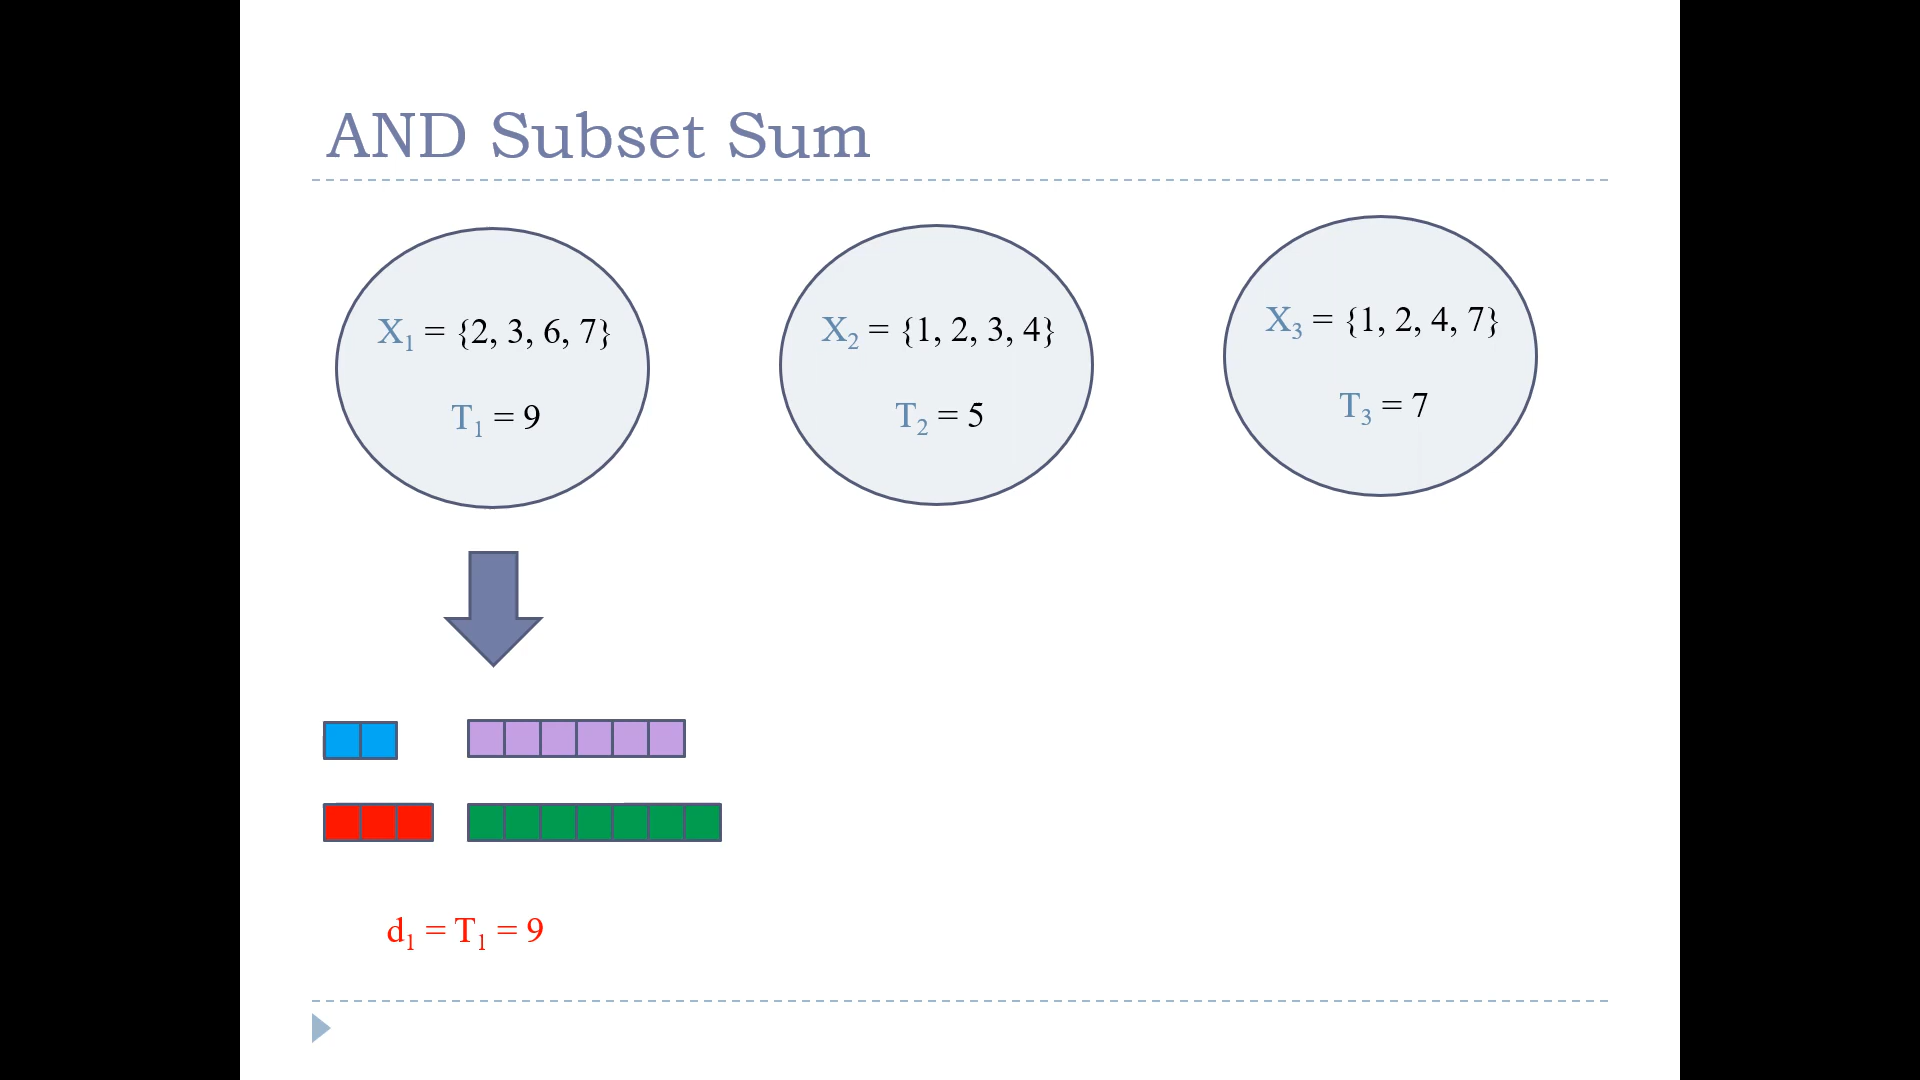 AND Subset Sum
X₁ = {2, 3, 6, 7}
T₁ = 9
X₂ = {1, 2, 3, 4}
T₂ = 5
X₃ = {1, 2, 4, 7}
T₃ = 7
d₁ = T₁ = 9